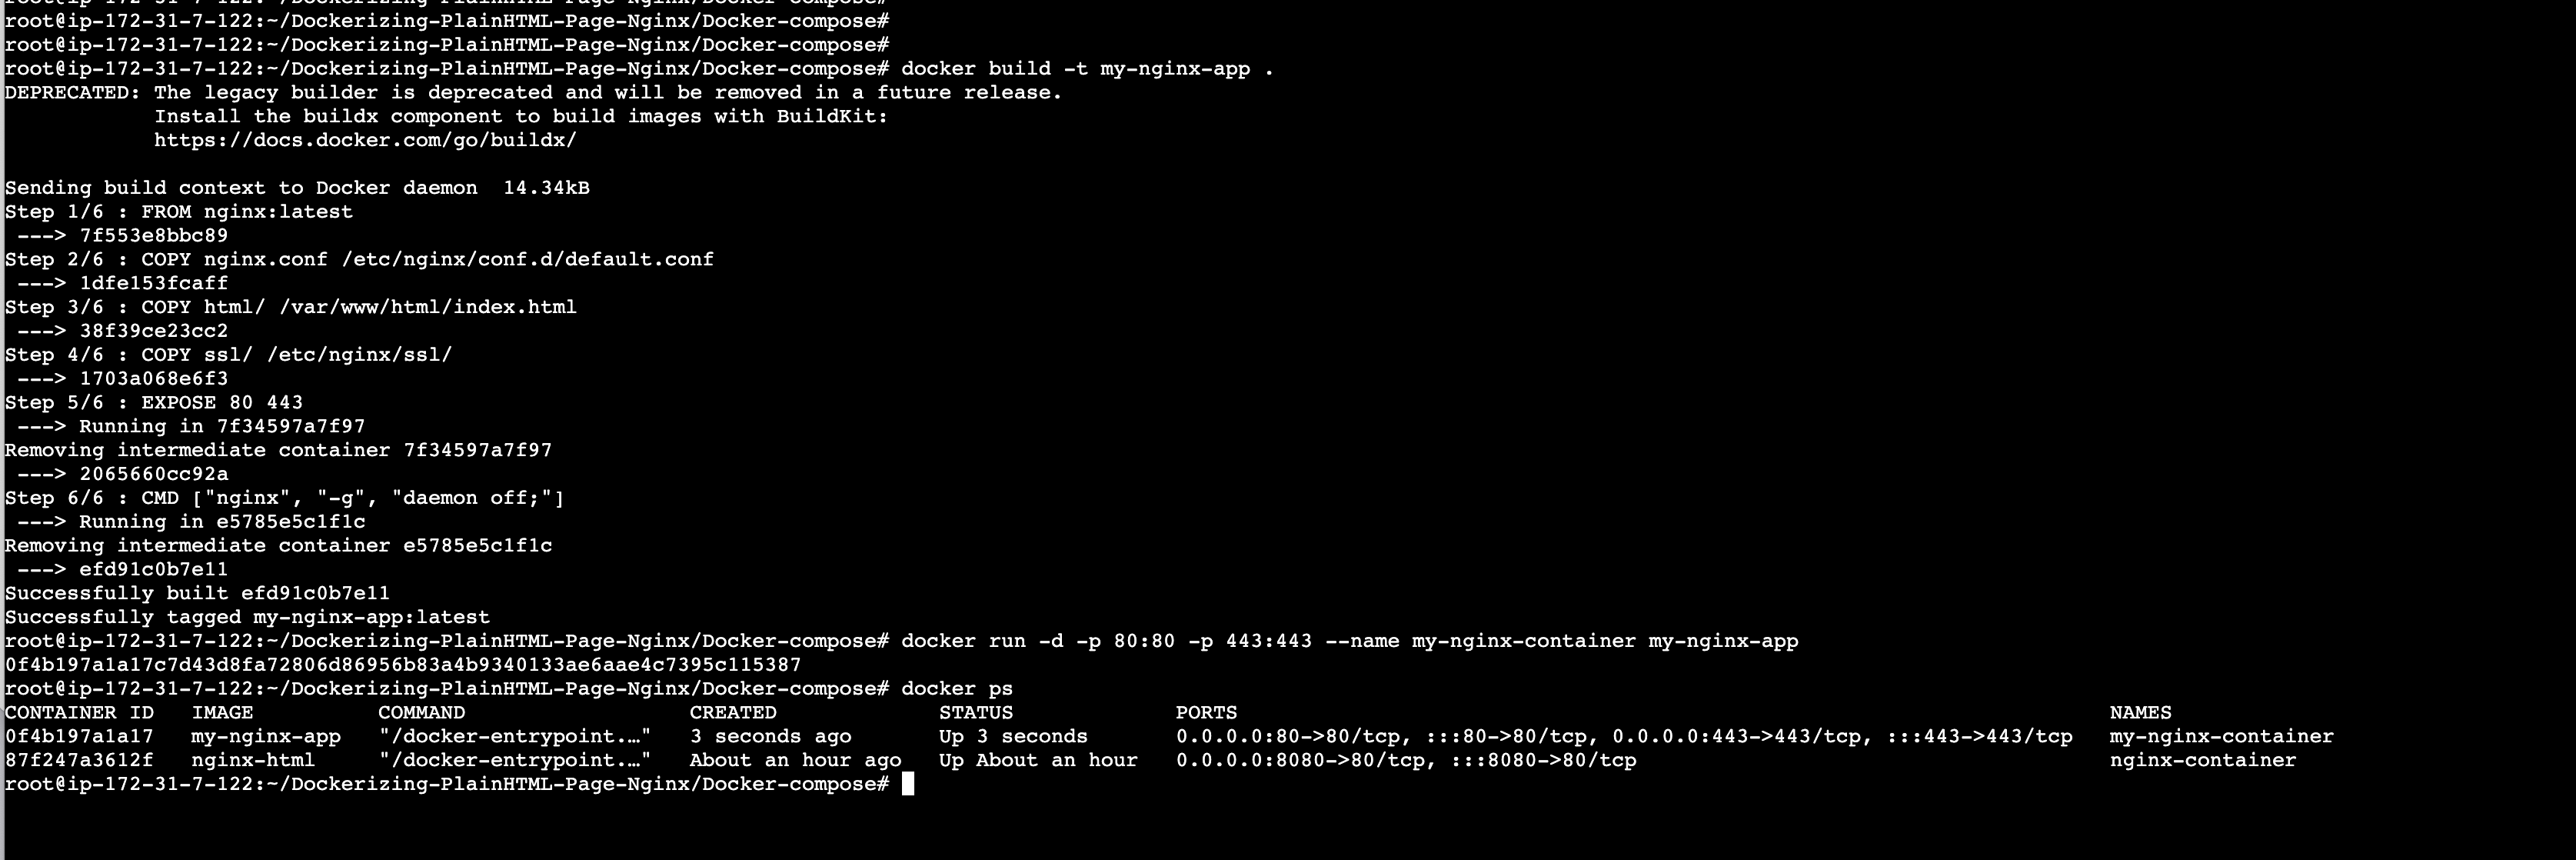 root@ip-172-31-7-122:~/Dockerizing-PlainHTML-Page-Nginx/Docker-compose#
root@ip-172-31-7-122:~/Dockerizing-PlainHTML-Page-Nginx/Docker-compose#
root@ip-172-31-7-122:~/Dockerizing-PlainHTML-Page-Nginx/Docker-compose#
root@ip-172-31-7-122:~/Dockerizing-PlainHTML-Page-Nginx/Docker-compose# docker build -t my-nginx-app .
DEPRECATED: The legacy builder is deprecated and will be removed in a future release.
            Install the buildx component to build images with BuildKit:
            https://docs.docker.com/go/buildx/

Sending build context to Docker daemon  14.34kB
Step 1/6 : FROM nginx:latest
 ---> 7f553e8bbc89
Step 2/6 : COPY nginx.conf /etc/nginx/conf.d/default.conf
 ---> 1dfe153fcaff
Step 3/6 : COPY html/ /var/www/html/index.html
 ---> 38f39ce23cc2
Step 4/6 : COPY ssl/ /etc/nginx/ssl/
 ---> 1703a068e6f3
Step 5/6 : EXPOSE 80 443
 ---> Running in 7f34597a7f97
Removing intermediate container 7f34597a7f97
 ---> 2065660cc92a
Step 6/6 : CMD ["nginx", "-g", "daemon off;"]
 ---> Running in e5785e5c1f1c
Removing intermediate container e5785e5c1f1c
 ---> efd91c0b7e11
Successfully built efd91c0b7e11
Successfully tagged my-nginx-app:latest
root@ip-172-31-7-122:~/Dockerizing-PlainHTML-Page-Nginx/Docker-compose# docker run -d -p 80:80 -p 443:443 --name my-nginx-container my-nginx-app
0f4b197a1a17c7d43d8fa72806d86956b83a4b9340133ae6aae4c7395c115387
root@ip-172-31-7-122:~/Dockerizing-PlainHTML-Page-Nginx/Docker-compose# docker ps
CONTAINER ID   IMAGE          COMMAND                  CREATED             STATUS             PORTS                                                                      NAMES
0f4b197a1a17   my-nginx-app   "/docker-entrypoint.…"   3 seconds ago       Up 3 seconds       0.0.0.0:80->80/tcp, :::80->80/tcp, 0.0.0.0:443->443/tcp, :::443->443/tcp   my-nginx-container
87f247a3612f   nginx-html     "/docker-entrypoint.…"   About an hour ago   Up About an hour   0.0.0.0:8080->80/tcp, :::8080->80/tcp                                      nginx-container
root@ip-172-31-7-122:~/Dockerizing-PlainHTML-Page-Nginx/Docker-compose#